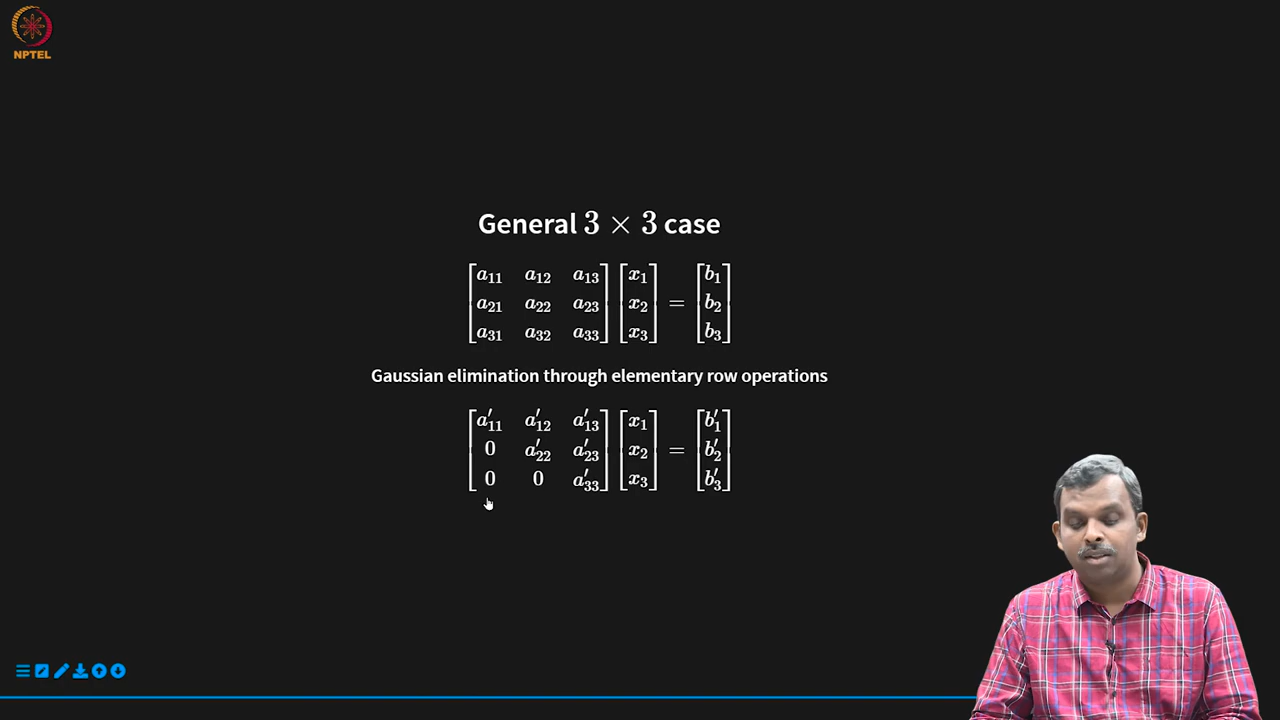 NPTEL
General 3 × 3 case
[a₁₁ a₁₂ a₁₃] [x₁] [b₁]
[a₂₁ a₂₂ a₂₃] [x₂] = [b₂]
[a₃₁ a₃₂ a₃₃] [x₃] [b₃]
Gaussian elimination through elementary row operations
[a′₁₁ a′₁₂ a′₁₃] [x₁] [b′₁]
[0 a′₂₂ a′₂₃] [x₂] = [b′₂]
[0 0 a′₃₃] [x₃] [b′₃]